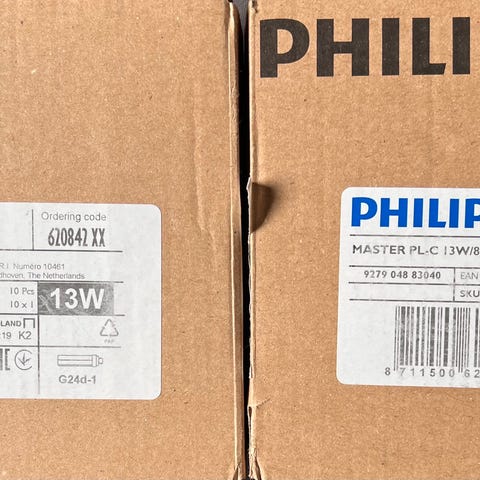 Ordering code
620842 XX
R.I. Numéro 10461
dhoven, The Netherlands
10 Pcs
10 x 1
13W
LAND
:19 K2
PAP
G24d-1
PHILI
PHILIP
MASTER PL-C 13W/8
9279 048 83040
EAN
SKU
8 711500 62